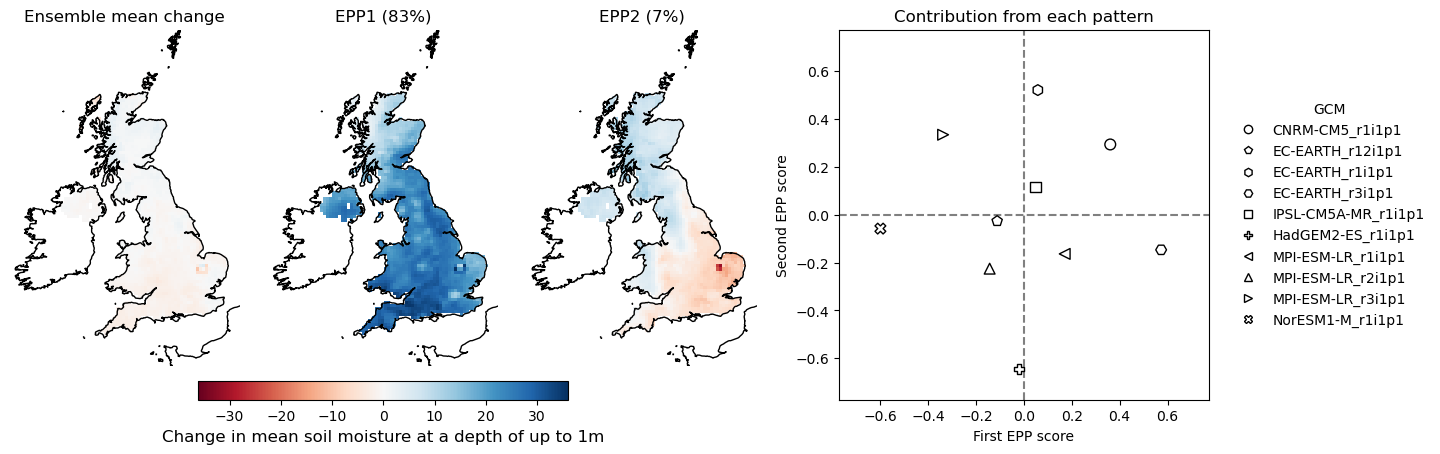 Ensemble mean change
EPP1 (83%)
EPP2 (7%)
Contribution from each pattern
−30 −20 −10 0 10 20 30
Change in mean soil moisture at a depth of up to 1m
Second EPP score
0.6
0.4
0.2
0.0
−0.2
−0.4
−0.6
−0.6 −0.4 −0.2 0.0 0.2 0.4 0.6
First EPP score
GCM
CNRM-CM5_r1i1p1
EC-EARTH_r12i1p1
EC-EARTH_r1i1p1
EC-EARTH_r3i1p1
IPSL-CM5A-MR_r1i1p1
HadGEM2-ES_r1i1p1
MPI-ESM-LR_r1i1p1
MPI-ESM-LR_r2i1p1
MPI-ESM-LR_r3i1p1
NorESM1-M_r1i1p1